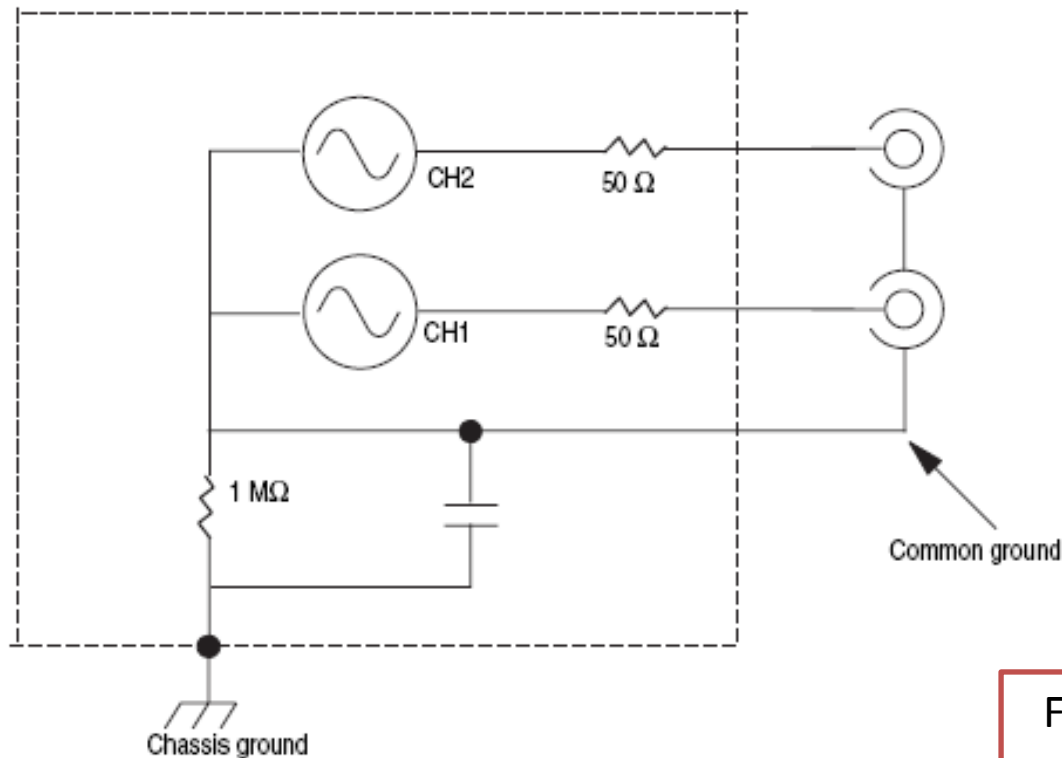 CH2
50 Ω
CH1
50 Ω
1 MΩ
Common ground
F
Chassis ground